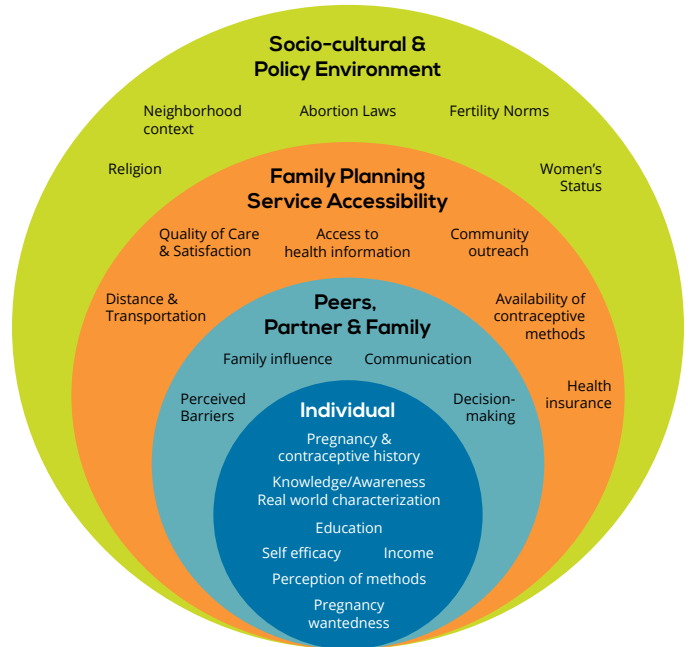 Socio-cultural &
Policy Environment
Neighborhood
context
Abortion Laws
Fertility Norms
Religion
Women's
Status
Family Planning
Service Accessibility
Quality of Care
& Satisfaction
Access to
health information
Community
outreach
Distance &
Transportation
Availability of
contraceptive
methods
Health
insurance
Peers,
Partner & Family
Family influence
Communication
Perceived
Barriers
Decision-
making
Individual
Pregnancy &
contraceptive history
Knowledge/Awareness
Real world characterization
Education
Self efficacy
Income
Perception of methods
Pregnancy
wantedness